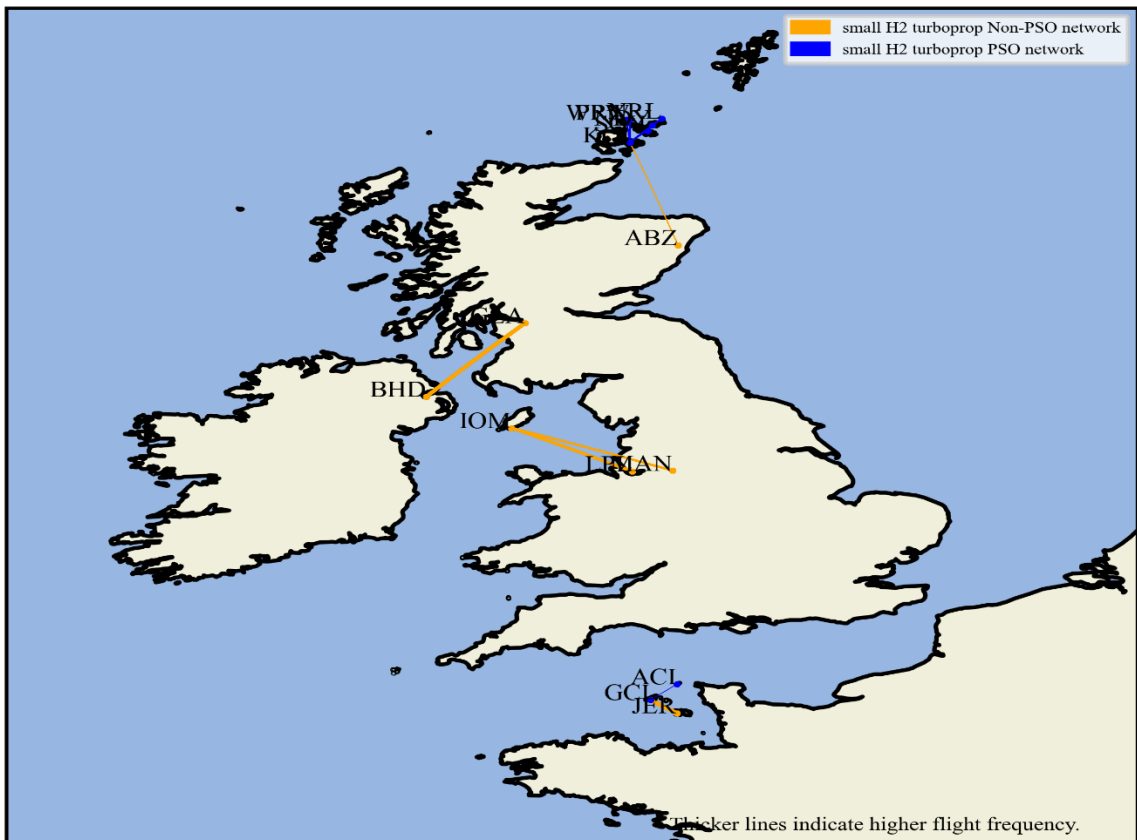 small H2 turboprop Non-PSO network
small H2 turboprop PSO network
ABZ
BHD
IOM
MAN
ACI
GCI
JER
Thicker lines indicate higher flight frequency.